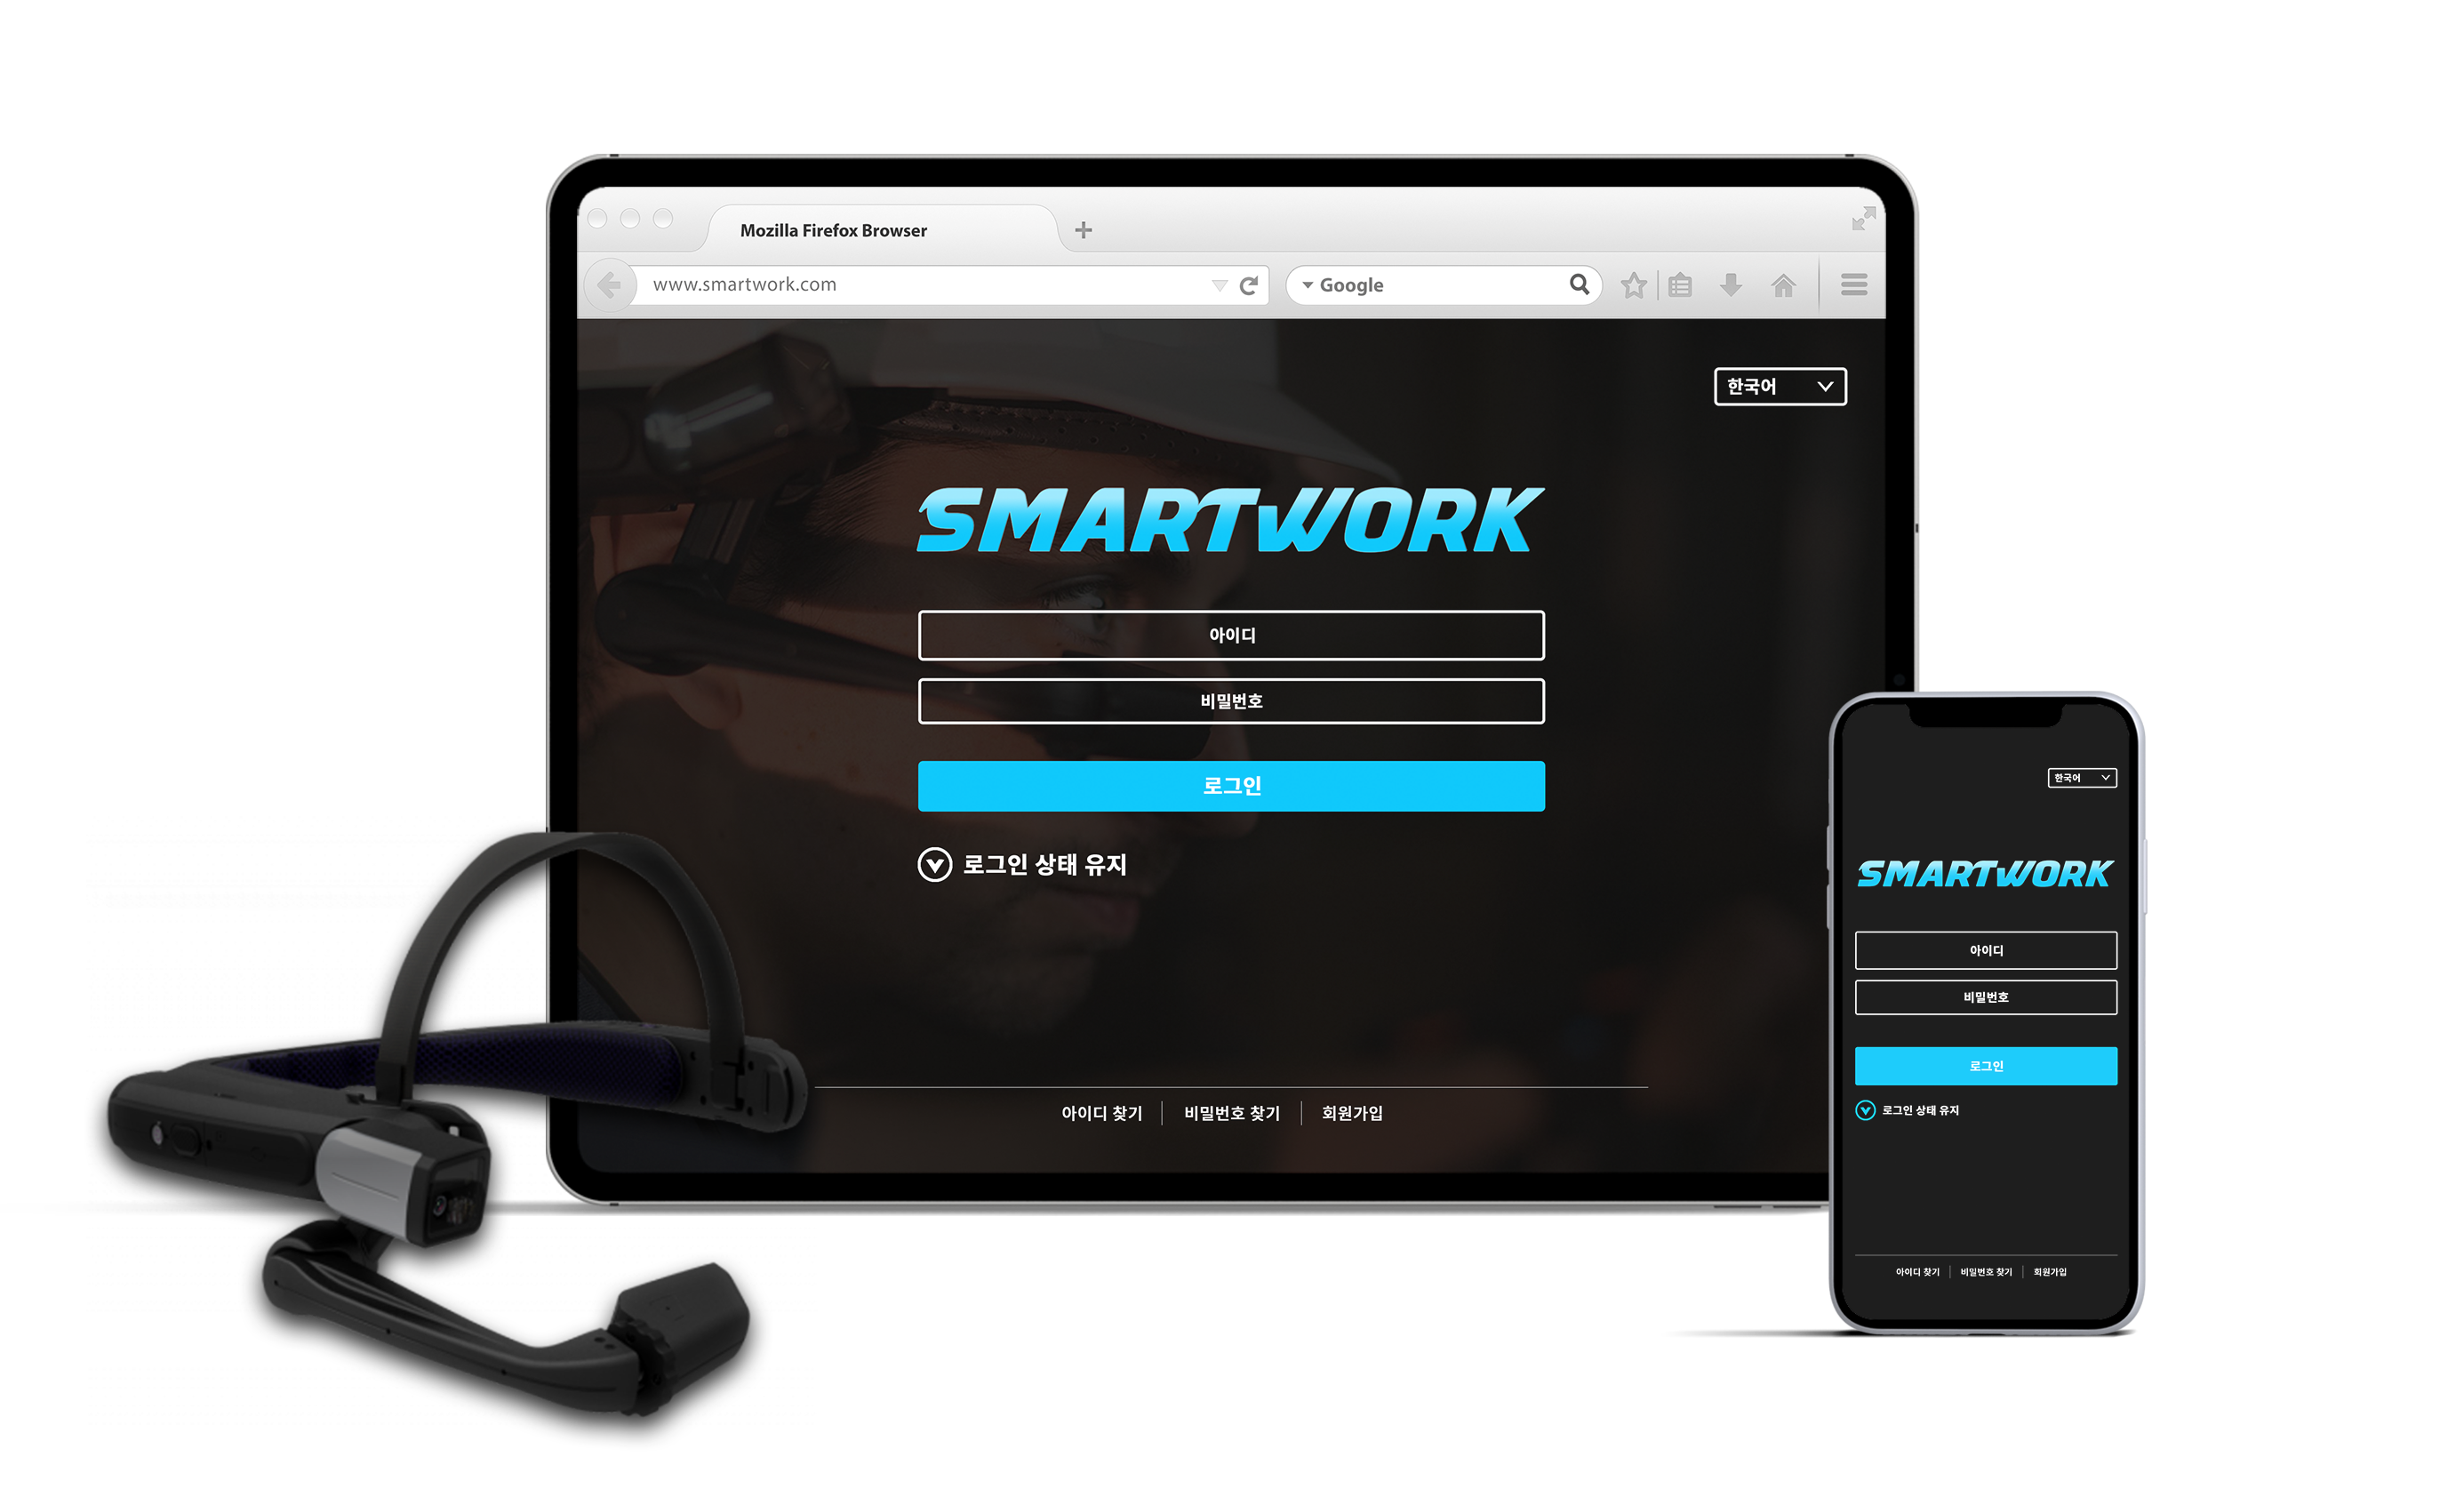 Mozilla Firefox Browser
www.smartwork.com
Google
한국어
SMARTWORK
아이디
비밀번호
로그인
로그인 상태 유지
아이디 찾기 비밀번호 찾기 회원가입
한국어
SMARTWORK
아이디
비밀번호
로그인
로그인 상태 유지
아이디 찾기 비밀번호 찾기 회원가입